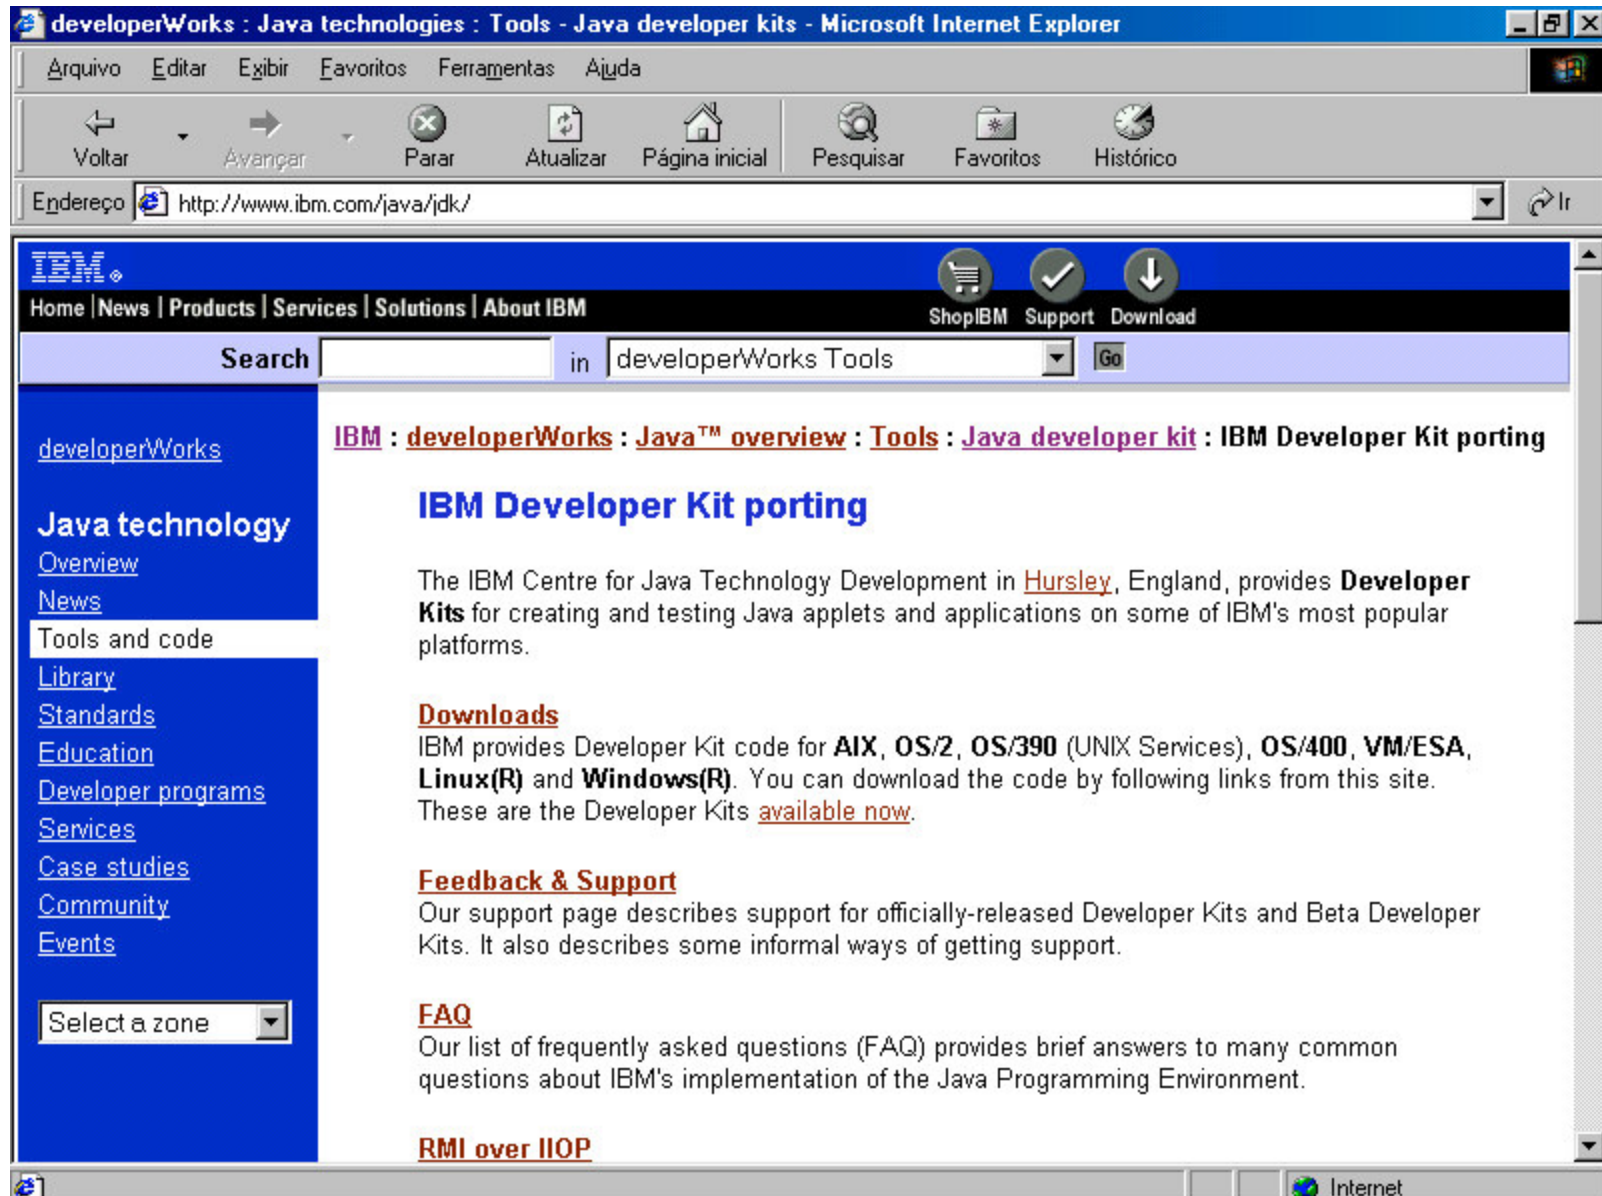 developerWorks : Java technologies : Tools - Java developer kits - Microsoft Internet Explorer
Arquivo Editar Exibir Favoritos Ferramentas Ajuda
Voltar Avançar Parar Atualizar Página inicial Pesquisar Favoritos Histórico
Endereço http://www.ibm.com/java/jdk/ Ir
IBM®
Home | News | Products | Services | Solutions | About IBM
ShopIBM Support Download
Search in developerWorks Tools Go
developerWorks
Java technology
Overview
News
Tools and code
Library
Standards
Education
Developer programs
Services
Case studies
Community
Events
Select a zone
IBM : developerWorks : Java™ overview : Tools : Java developer kit : IBM Developer Kit porting
IBM Developer Kit porting
The IBM Centre for Java Technology Development in Hursley, England, provides Developer
Kits for creating and testing Java applets and applications on some of IBM's most popular
platforms.
Downloads
IBM provides Developer Kit code for AIX, OS/2, OS/390 (UNIX Services), OS/400, VM/ESA,
Linux(R) and Windows(R). You can download the code by following links from this site.
These are the Developer Kits available now.
Feedback & Support
Our support page describes support for officially-released Developer Kits and Beta Developer
Kits. It also describes some informal ways of getting support.
FAQ
Our list of frequently asked questions (FAQ) provides brief answers to many common
questions about IBM's implementation of the Java Programming Environment.
RMI over IIOP
Internet